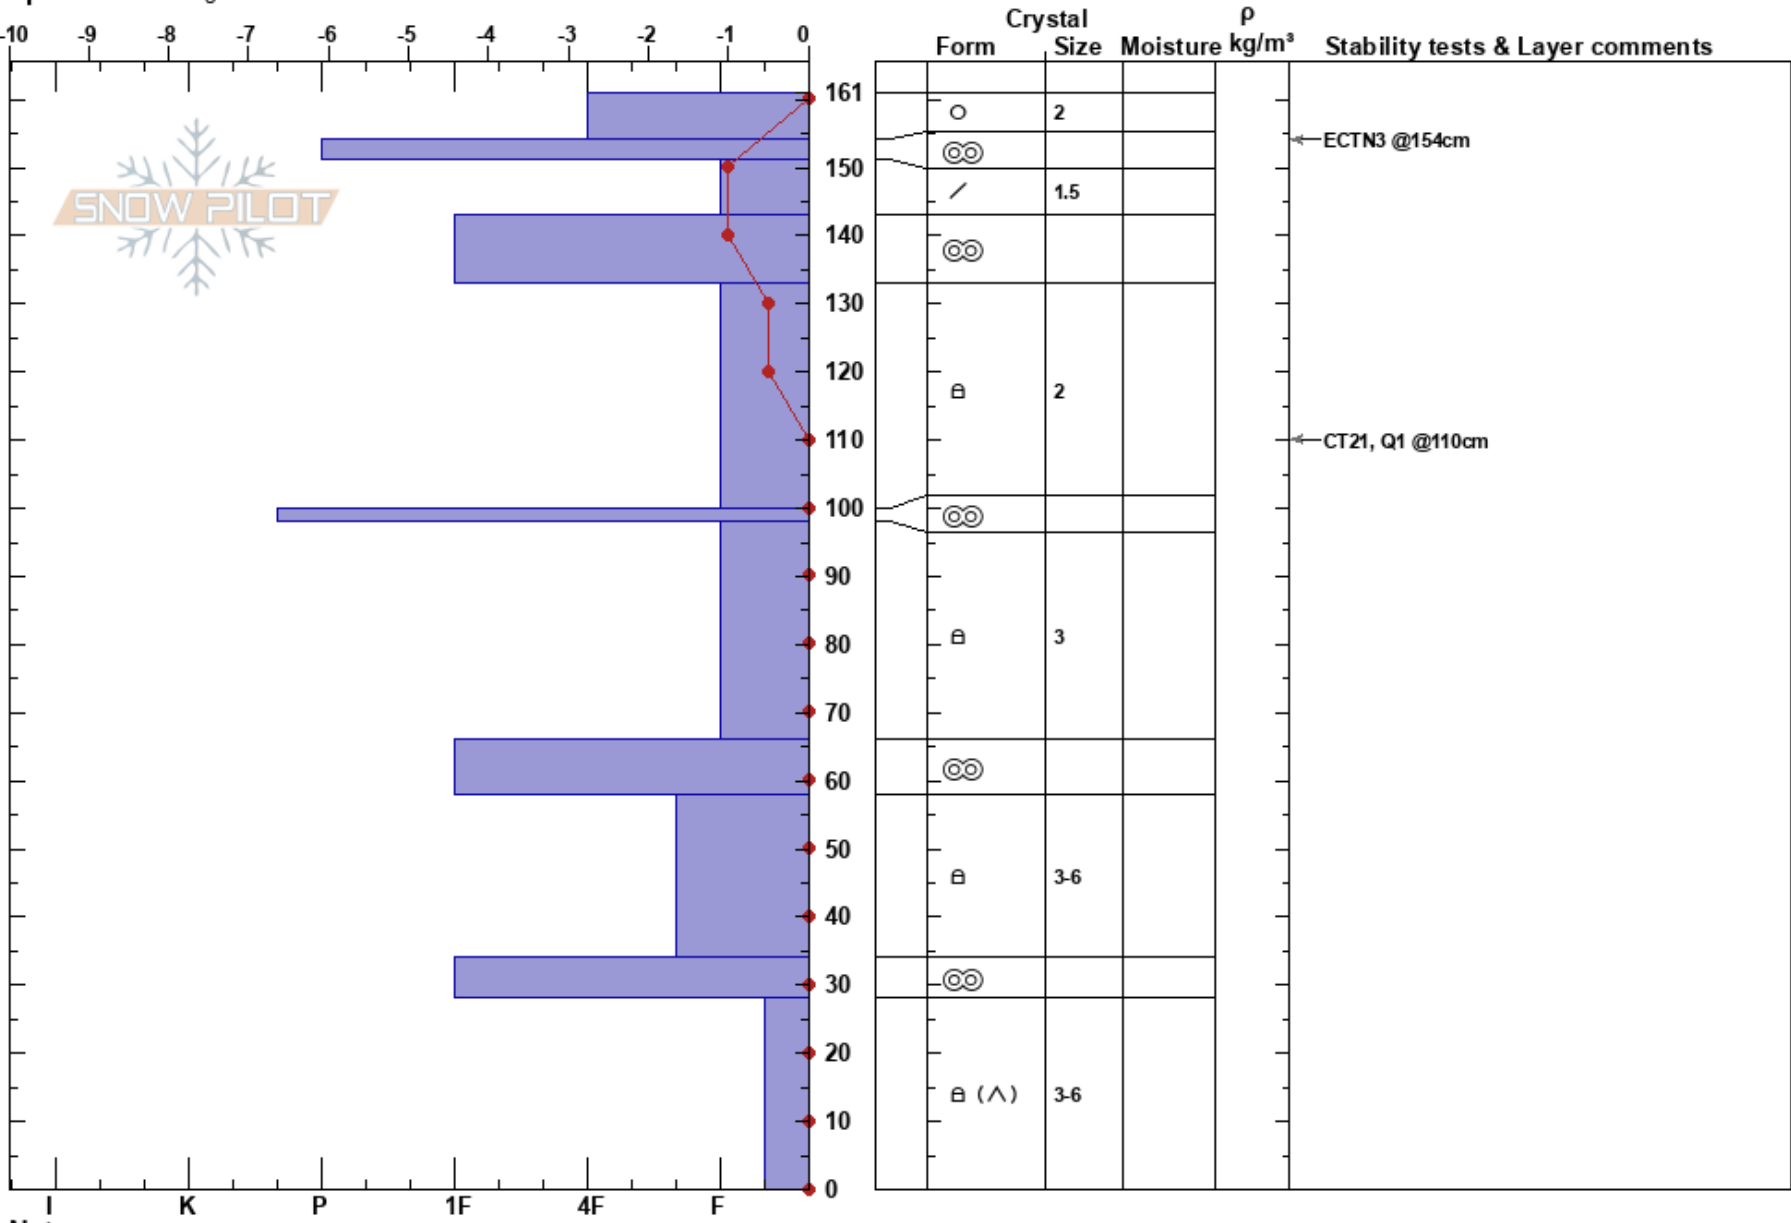 Crystal ρ
-10 -9 -8 -7 -6 -5 -4 -3 -2 -1 0
Form Size Moisture kg/m³ Stability tests & Layer comments
161
2
ECTN3 @154cm
150
1.5
SNOW PILOT
140
130
120
2
110
CT21, Q1 @110cm
100
90
80
3
70
60
50
3-6
40
30
20
( ) 3-6
10
0
I K P 1F 4F F